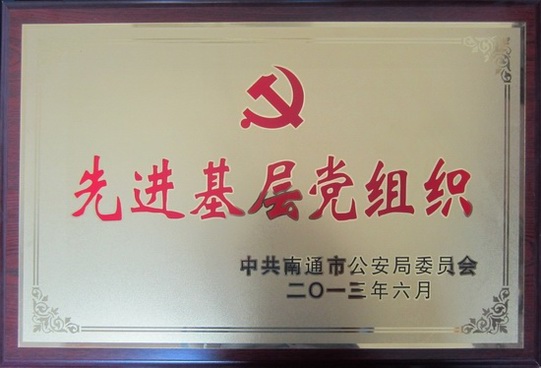 先进基层党组织
中共南通市公安局委员会
二〇一三年六月